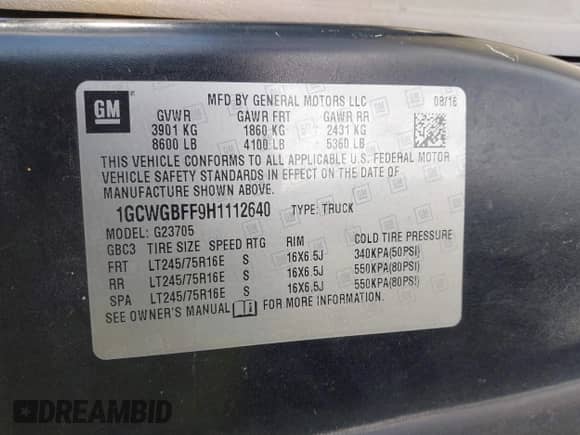 GM
MFD BY GENERAL MOTORS LLC 08/16
GVWR GAWR FRT GAWR RR
3901 KG 1860 KG 2431 KG
8600 LB 4100 LB 5360 LB
THIS VEHICLE CONFORMS TO ALL APPLICABLE U.S. FEDERAL MOTOR
VEHICLE SAFETY STANDARDS IN EFFECT ON THE DATE OF
MANUFACTURE SHOWN ABOVE.
1GCWGBFF9H1112640 TYPE: TRUCK
MODEL: G23705
GBC3 TIRE SIZE SPEED RTG RIM COLD TIRE PRESSURE
FRT LT245/75R16E S 16X6.5J 340KPA(50PSI)
RR LT245/75R16E S 16X6.5J 550KPA(80PSI)
SPA LT245/75R16E S 16X6.5J 550KPA(80PSI)
SEE OWNER'S MANUAL
DREAMBID